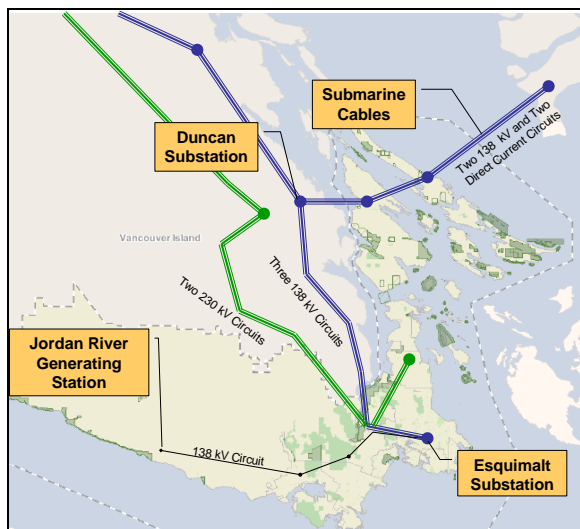 Submarine
Cables
Two 138 kV and Two
Direct Current Circuits
Duncan
Substation
Vancouver Island
Three 138 kV Circuits
Two 230 kV Circuits
Jordan River
Generating
Station
138 kV Circuit
Esquimalt
Substation